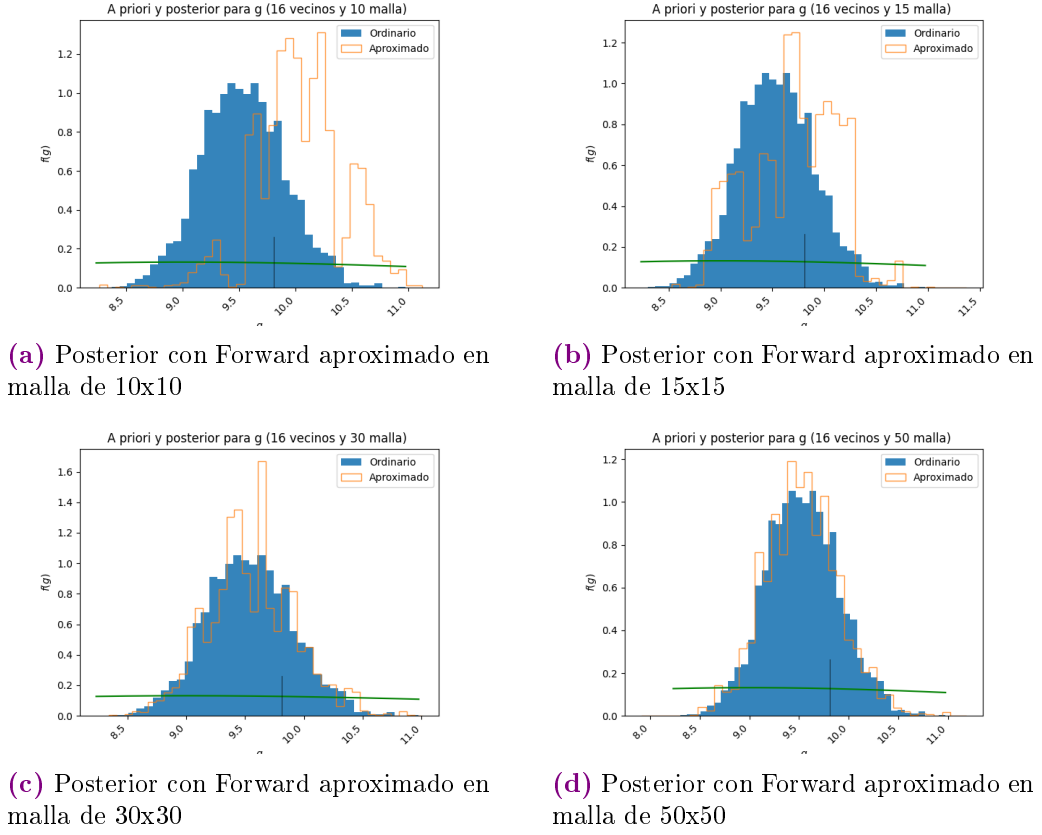 A priori y posterior para g (16 vecinos y 10 malla)
Ordinario
Aproximado
f(g)
1.2
1.0
0.8
0.6
0.4
0.2
0.0
8.5 9.0 9.5 10.0 10.5 11.0
(a) Posterior con Forward aproximado en
malla de 10x10
A priori y posterior para g (16 vecinos y 15 malla)
Ordinario
Aproximado
f(g)
1.2
1.0
0.8
0.6
0.4
0.2
0.0
8.5 9.0 9.5 10.0 10.5 11.0 11.5
(b) Posterior con Forward aproximado en
malla de 15x15
A priori y posterior para g (16 vecinos y 30 malla)
Ordinario
Aproximado
f(g)
1.6
1.4
1.2
1.0
0.8
0.6
0.4
0.2
0.0
8.5 9.0 9.5 10.0 10.5 11.0
(c) Posterior con Forward aproximado en
malla de 30x30
A priori y posterior para g (16 vecinos y 50 malla)
Ordinario
Aproximado
f(g)
1.2
1.0
0.8
0.6
0.4
0.2
0.0
8.0 8.5 9.0 9.5 10.0 10.5 11.0
(d) Posterior con Forward aproximado en
malla de 50x50